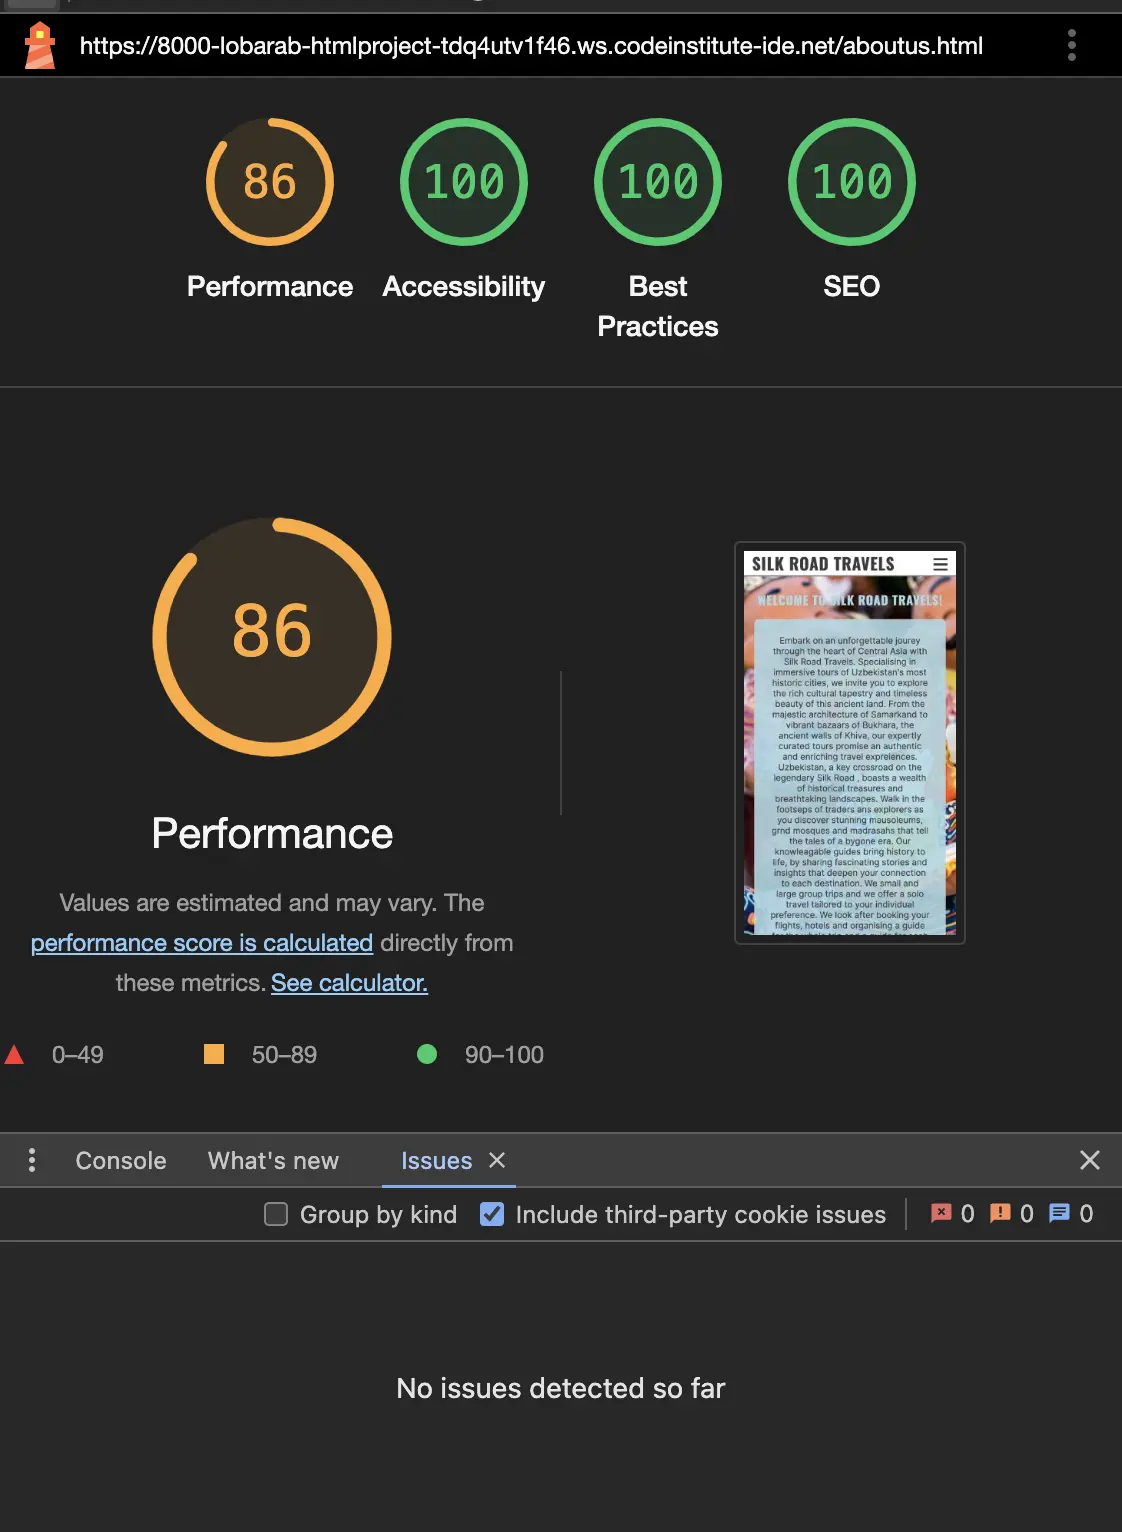 https://8000-lobarab-htmlproject-tdq4utv1f46.ws.codeinstitute-ide.net/aboutus.html
86
100
100
100
Performance
Accessibility
Best
Practices
SEO
86
Performance
Values are estimated and may vary. The
performance score is calculated directly from
these metrics. See calculator.
0–49
50–89
90–100
SILK ROAD TRAVELS
WELCOME TO SILK ROAD TRAVELS!
Embark on an unforgettable jourey
through the heart of Central Asia with
Silk Road Travels. Specialising in
immersive tours of Uzbekistan's most
historic cities, we invite you to explore
the rich cultural tapestry and timeless
beauty of this ancient land. From the
majestic architecture of Samarkand to
vibrant bazaars of Bukhara, the
ancient walls of Khiva, our expertly
curated tours promise an authentic
and enriching travel expreiences.
Uzbekistan, a key crossroad on the
legendary Silk Road , boasts a wealth
of historical treasures and
breathtaking landscapes. Walk in the
footseps of traders ans explorers as
you discover stunning mausoleums,
grnd mosques and madrasahs that tell
the tales of a bygone era. Our
knowleagable guides bring history to
life, by sharing fascinating stories and
insights that deepen your connection
to each destination. We small and
large group trips and we offer a solo
travel tailored to your individual
preference. We look after booking your
flights, hotels and organising a guide
Console
What's new
Issues
Group by kind
Include third-party cookie issues
0
0
0
No issues detected so far